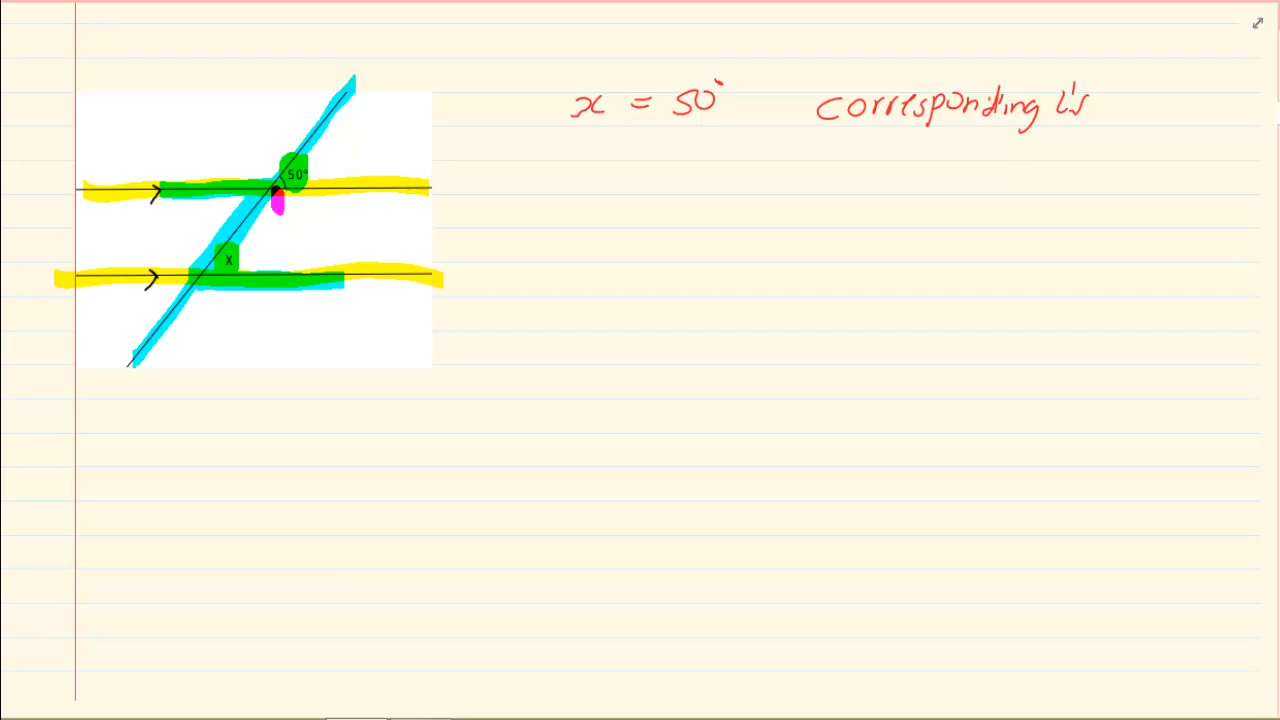 x = 50° corresponding ∠'s
50°
x